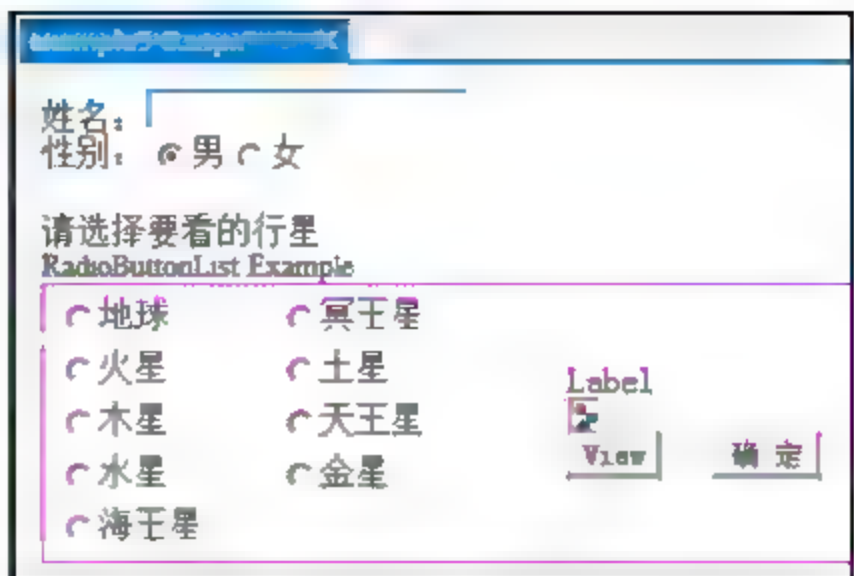 姓名：
性别： 男 女
请选择要看的行星
RadioButtonList Example
地球 冥王星
火星 土星
木星 天王星
水星 金星
海王星
Label
View 确 定